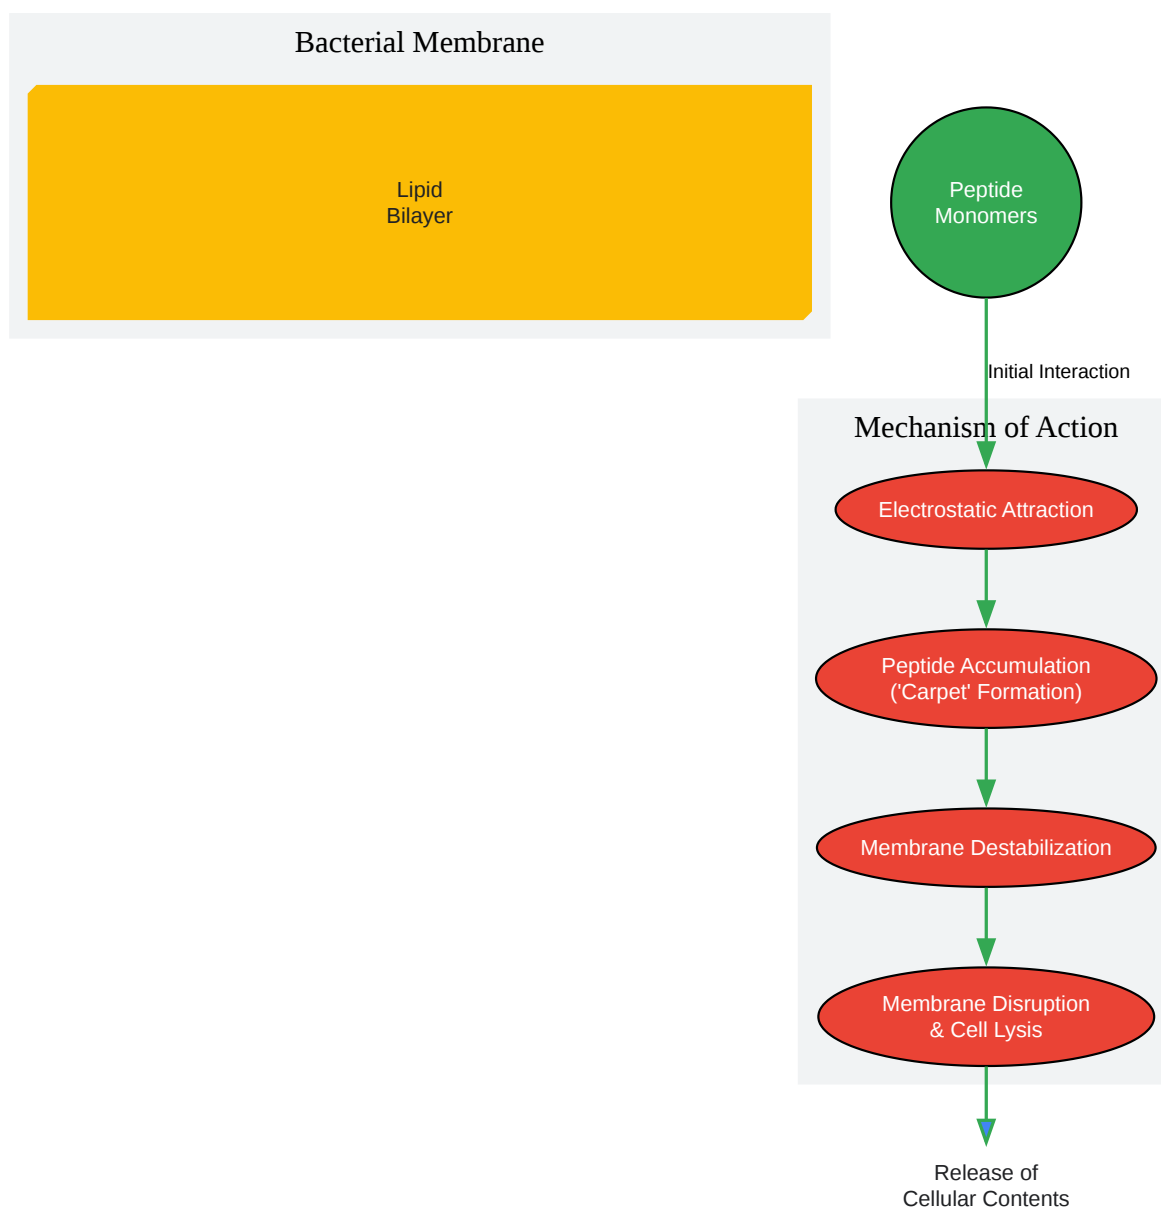 Bacterial Membrane
Lipid
Bilayer
Peptide
Monomers
Initial Interaction
Mechanism of Action
Electrostatic Attraction
Peptide Accumulation
('Carpet' Formation)
Membrane Destabilization
Membrane Disruption
& Cell Lysis
Release of
Cellular Contents